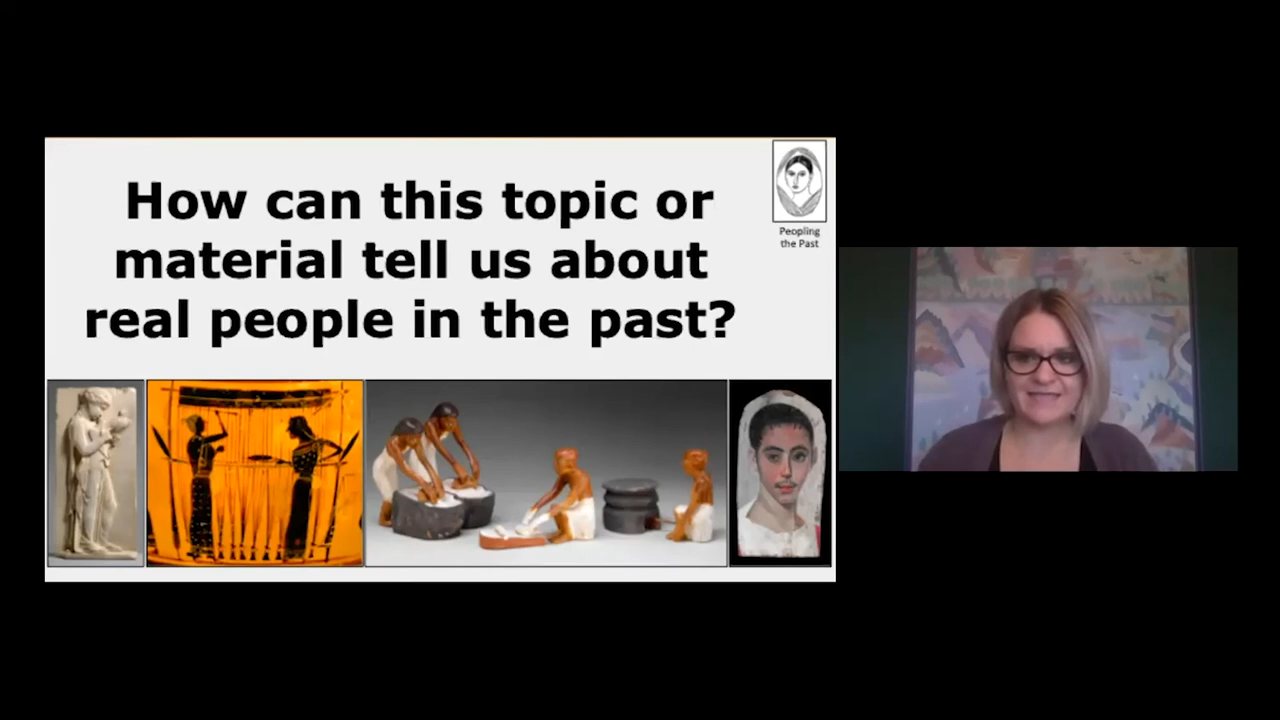 How can this topic or
material tell us about
real people in the past?
Peopling
the Past